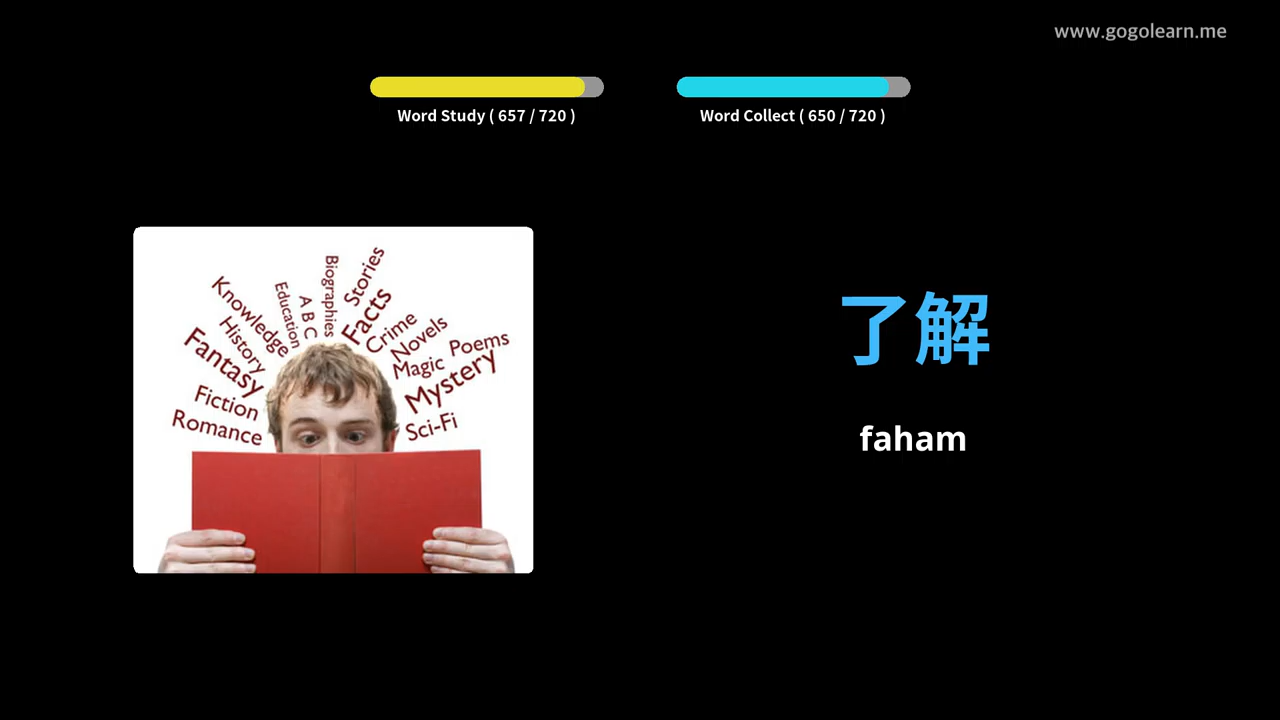 www.gogolearn.me
Word Study ( 657 / 720 )
Word Collect ( 650 / 720 )
Knowledge
History
Fantasy
Fiction
Romance
Education
A B C
Biographies
Stories
Facts
Crime
Novels
Magic
Poems
Mystery
Sci-Fi
了解
faham